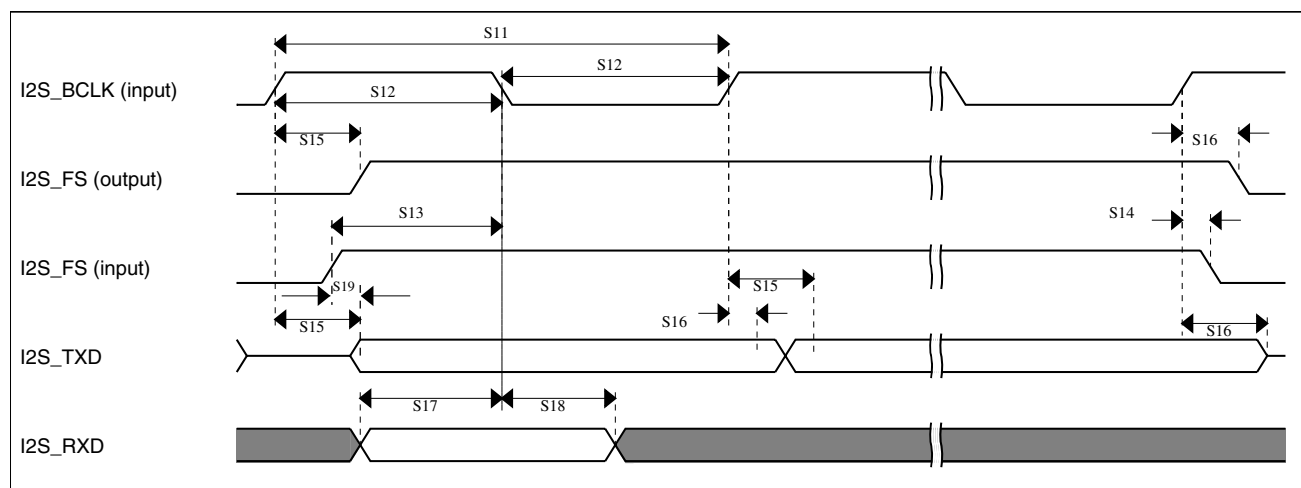 S11
I2S_BCLK (input)
S12
S12
S15
S16
I2S_FS (output)
S13
S14
I2S_FS (input)
S15
S19
S15
S16
S16
I2S_TXD
S17
S18
I2S_RXD